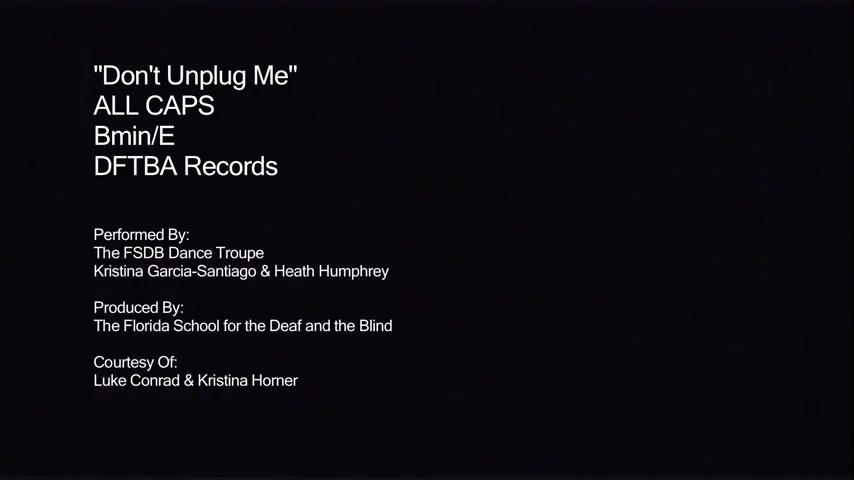 "Don't Unplug Me"
ALL CAPS
Bmin/E
DFTBA Records
Performed By:
The FSDB Dance Troupe
Kristina Garcia-Santiago & Heath Humphrey
Produced By:
The Florida School for the Deaf and the Blind
Courtesy Of:
Luke Conrad & Kristina Horner